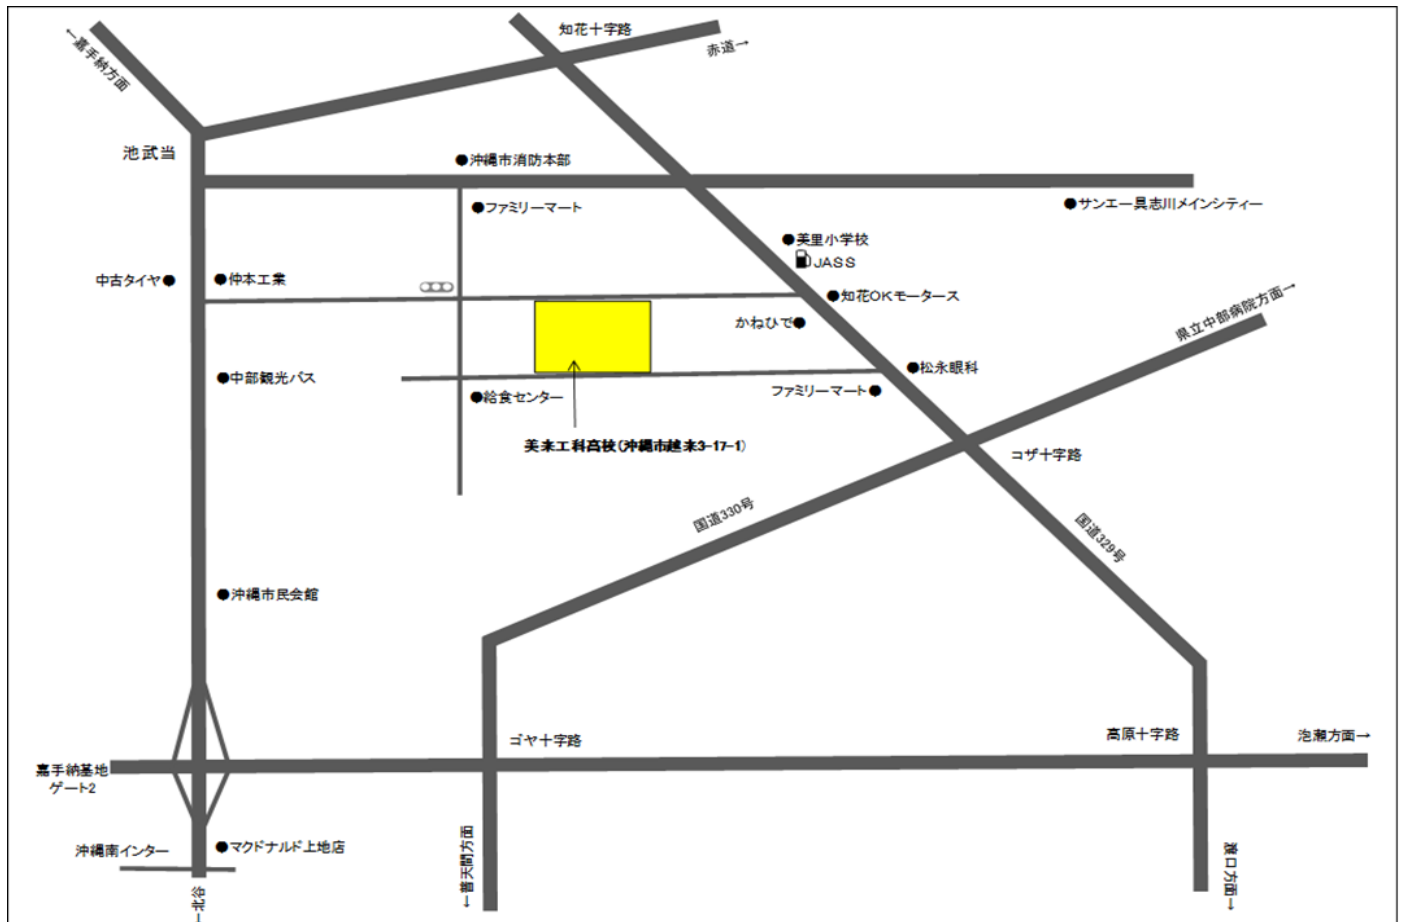 知花十字路
←嘉手納方面
赤道→
池武当
●沖縄市消防本部
●ファミリーマート
●サンエー具志川メインシティー
●美里小学校
JASS
中古タイヤ●
●仲本工業
●知花OKモータース
県立中部病院方面→
かねひで●
●中部観光バス
●松永眼科
●給食センター
ファミリーマート●
美来工科高校(沖縄市越来3-17-1)
コザ十字路
国道330号
国道329号
●沖縄市民会館
ゴヤ十字路
高原十字路
泡瀬方面→
嘉手納基地
ゲート2
沖縄南インター
●マクドナルド上地店
←普天間方面
渡口方面→
←北谷